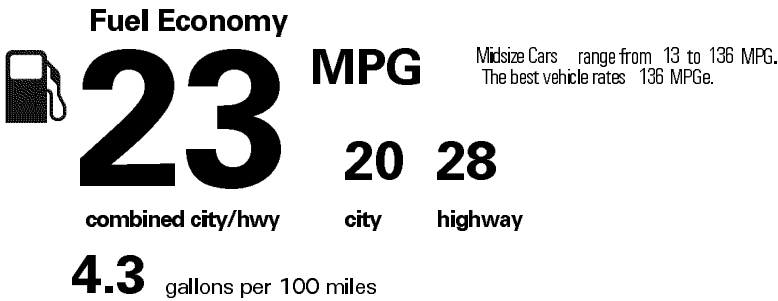 Fuel Economy
23 MPG
Midsize Cars range from 13 to 136 MPG.
The best vehicle rates 136 MPGe.
20 28
combined city/hwy city highway
4.3 gallons per 100 miles